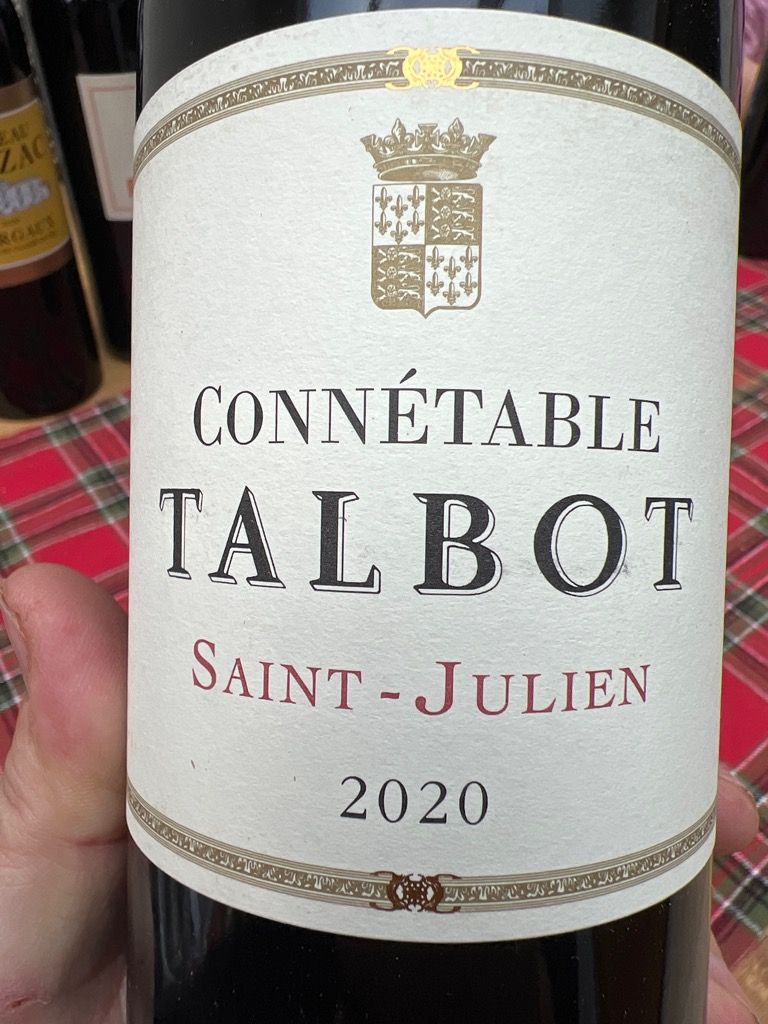 CONNÉTABLE
TALBOT
SAINT-JULIEN
2020